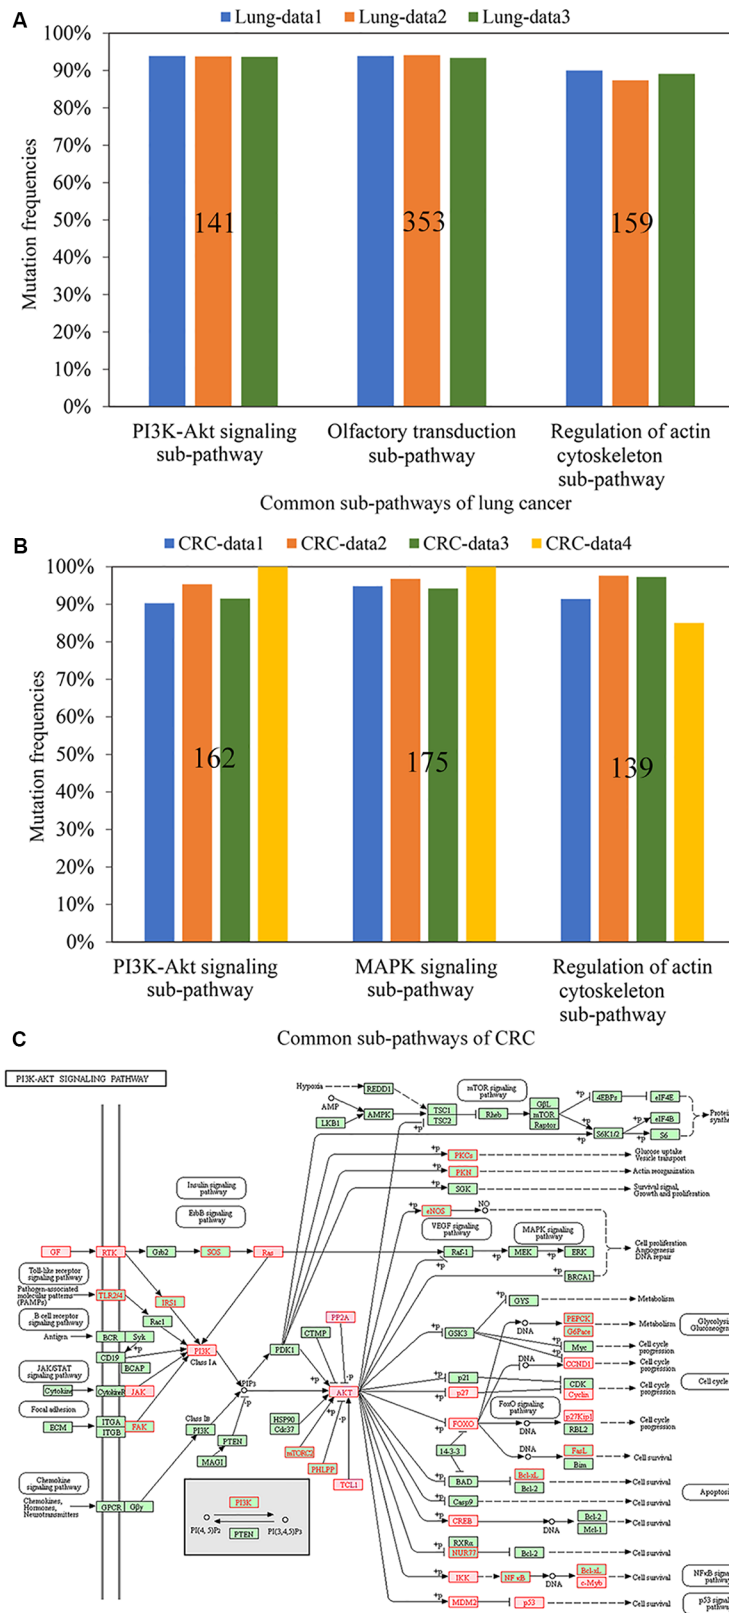 A
Lung-data1 Lung-data2 Lung-data3
100%
90%
80%
70%
60%
50%
40%
30%
20%
10%
0%
Mutation frequencies
141
353
159
PI3K-Akt signaling
sub-pathway
Olfactory transduction
sub-pathway
Regulation of actin
cytoskeleton
sub-pathway
Common sub-pathways of lung cancer
B
CRC-data1 CRC-data2 CRC-data3 CRC-data4
100%
90%
80%
70%
60%
50%
40%
30%
20%
10%
0%
Mutation frequencies
162
175
139
PI3K-Akt signaling
sub-pathway
MAPK signaling
sub-pathway
Regulation of actin
cytoskeleton
sub-pathway
Common sub-pathways of CRC
C
PI3K-AKT SIGNALING PATHWAY
Hypoxia
REDD1
AMP
LKB1
AMPK
TSC1
TSC2
Rheb
mTOR signaling
pathway
GβL
mTOR
Raptor
+p
4EBPs
eIF4E
S6K1/2
eIF4B
S6
Protein
synthe
PKCs
Glucose uptake
Vesicle transport
PKN
Actin reorganization
SGK
Survival signal,
Growth and proliferation
Insulin signaling
pathway
ErbB signaling
pathway
eNOS
NO
VEGF signaling
pathway
MAPK signaling
pathway
GF
RTK
Grb2
SOS
Ras
Raf-1
MEK
ERK
BRCA1
Cell proliferation
Angiogenesis
DNA repair
Toll-like receptor
signaling pathway
Pathogen-associated
molecular patterns
(PAMPs)
TLR2/4
IRS1
Rac1
B cell receptor
signaling pathway
Antigen
BCR
Syk
CD19
BCAP
PI3K
Class IA
JAK/STAT
signaling pathway
Cytokine
CytokineR
JAK
Focal adhesion
ECM
ITGA
ITGB
FAK
Chemokine
signaling pathway
Chemokines,
Hormones,
Neurotransmitters
GPCR
Gβγ
Class IB
PI3K
PIP3
PTEN
MAGI
PDK1
CTMP
PP2A
AKT
HSP90
Cdc37
mTORC2
PHLPP
TCL1
PI3K
PI(4,5)P2
PI(3,4,5)P3
PTEN
GYS
Metabolism
GSK3
DNA
PEPCK
G6Pase
Metabolism
Glycolysis
Gluconeogene
Myc
Cell cycle
progression
DNA
CCND1
Cell cycle
progression
p21
p27
CDK
Cyclin
Cell cycle
progression
Cell cycle
FOXO
FoxO signaling
pathway
DNA
p27Kip1
RBL2
Cell cycle
progression
14-3-3
DNA
FasL
Bim
Cell survival
BAD
Bcl-xL
Bcl-2
Cell survival
Casp9
Cell survival
Apoptosi
CREB
DNA
Bcl-2
Mcl-1
Cell survival
RXRα
NUR77
Bcl-2
Cell survival
IKK
NFκB
DNA
Bcl-xL
c-Myb
Cell survival
NFκB signa
pathway
MDM2
p53
Cell survival
p53 signal
pathway